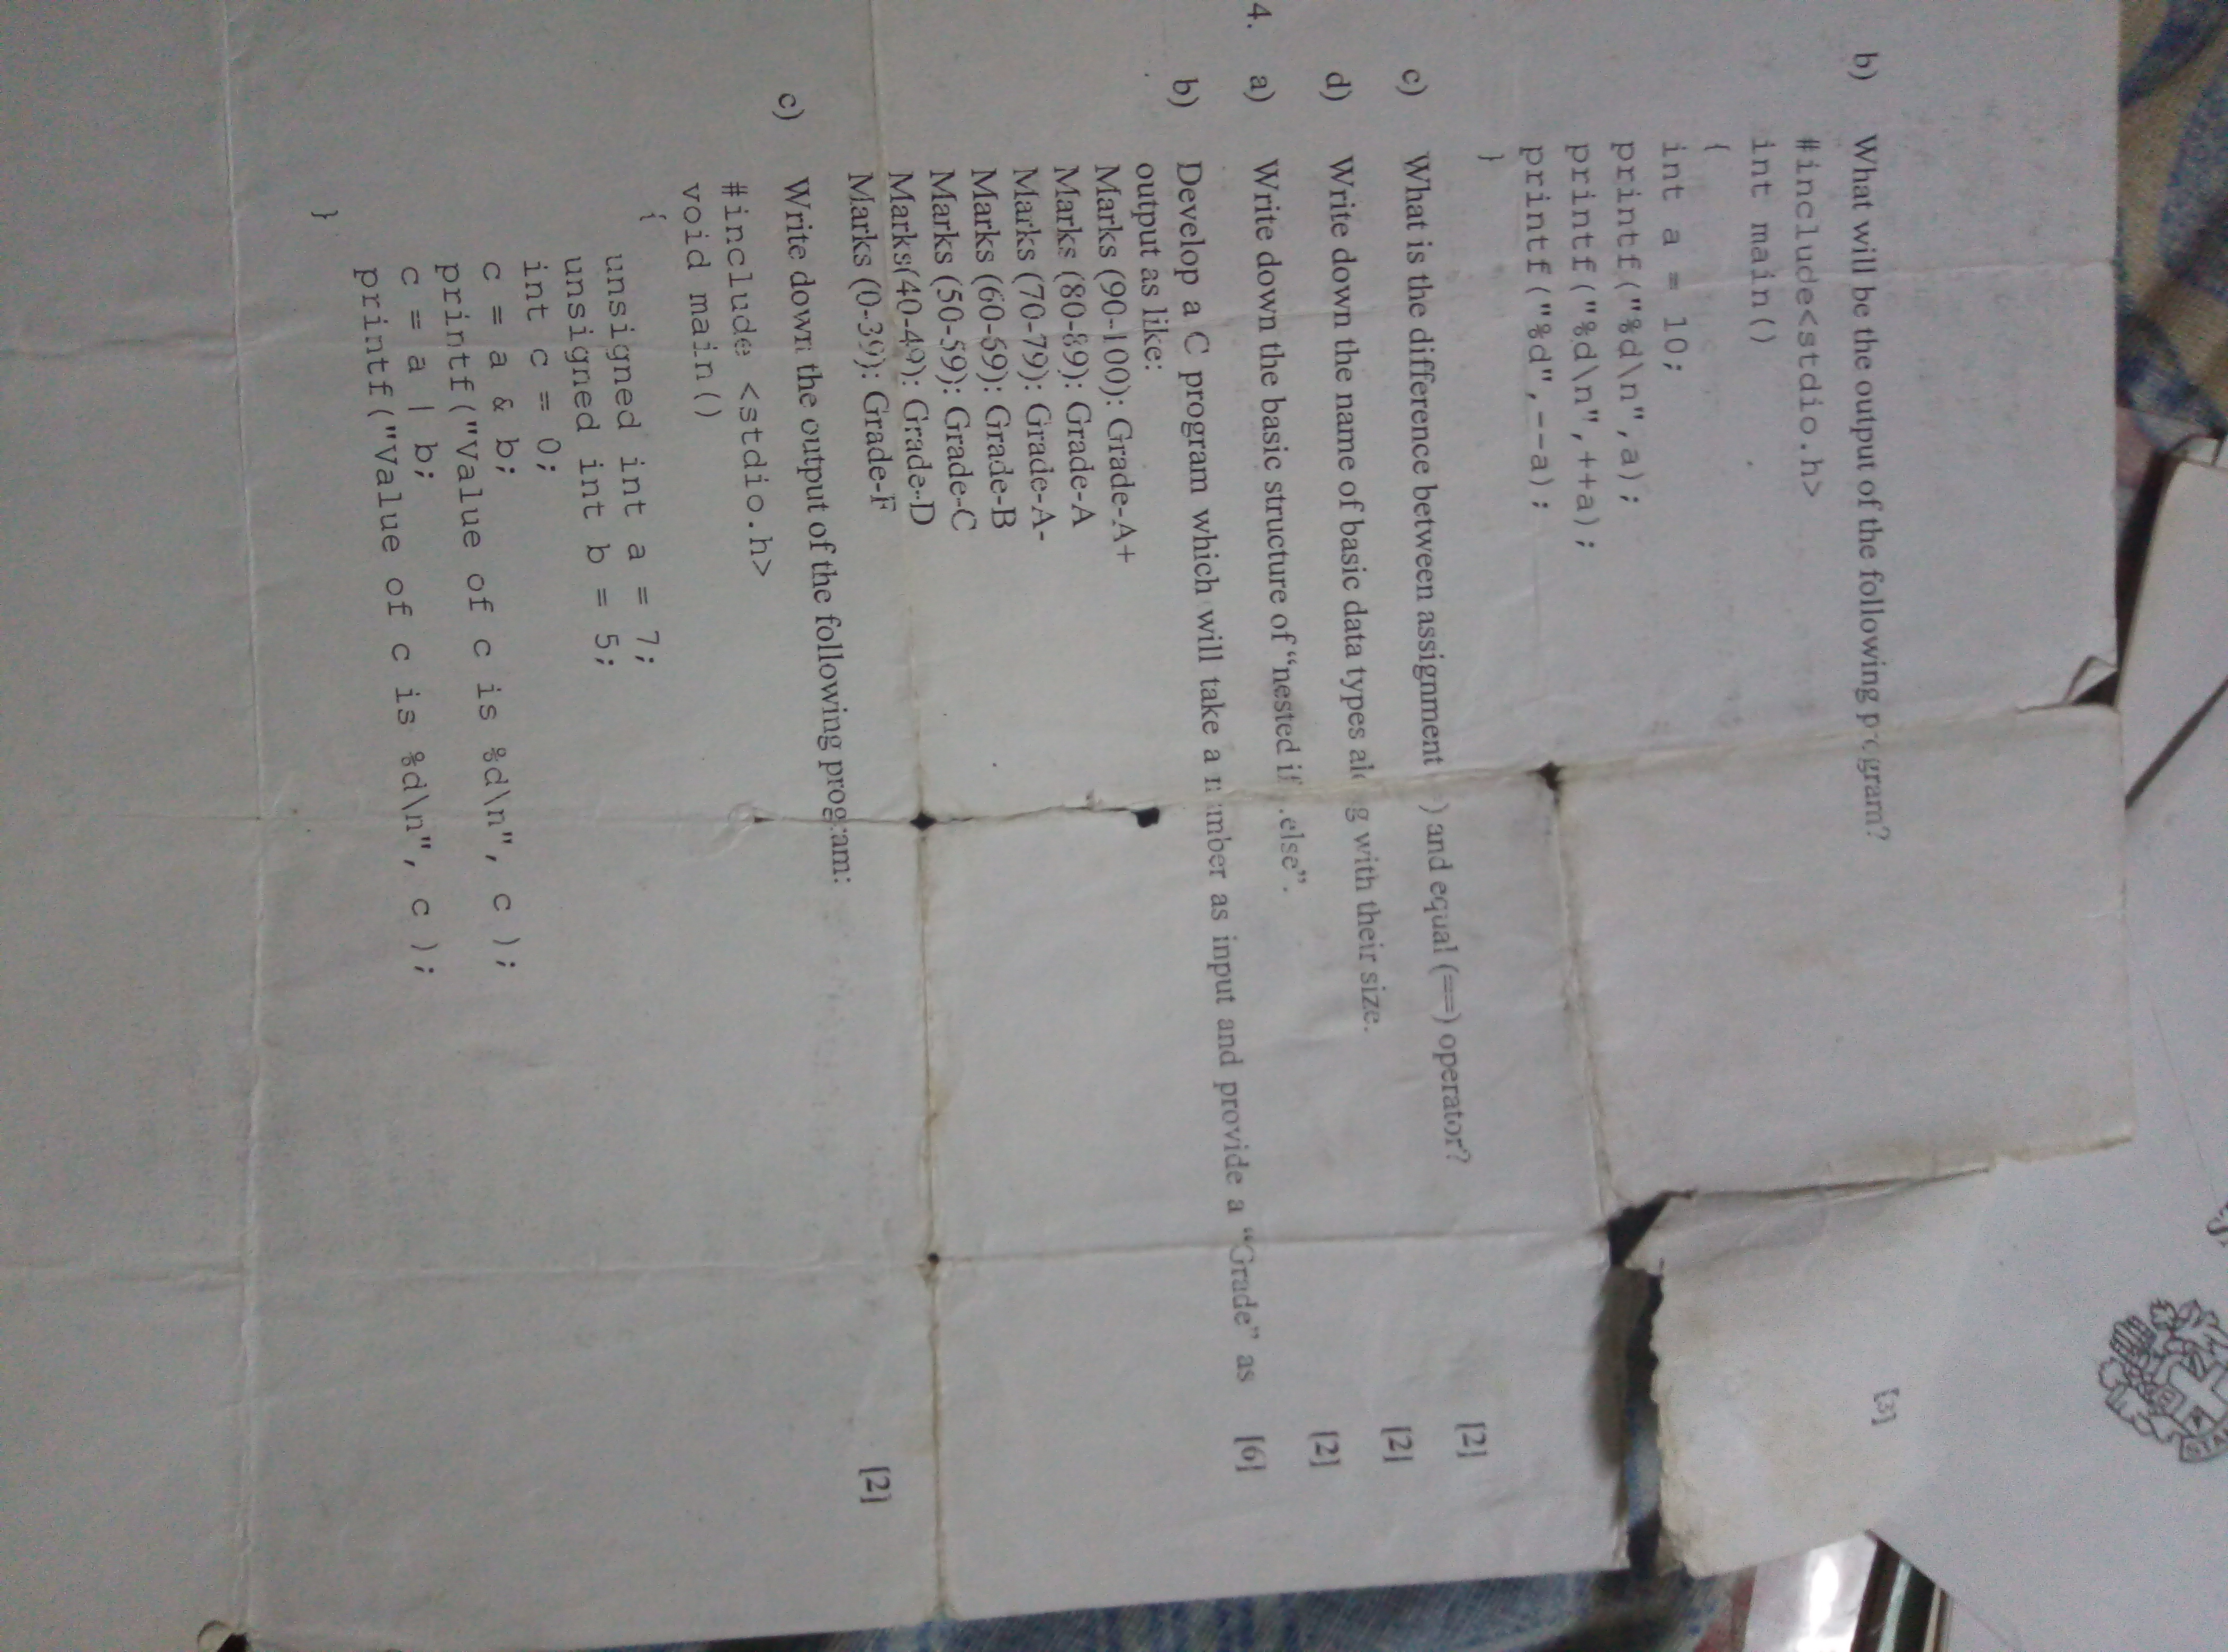 b) What will be the output of the following program? [3]
#include<stdio.h>
int main()
{
int a = 10;
printf("%d\n",a);
printf("%d\n",++a);
printf("%d",--a);
}
c) What is the difference between assignment ) and equal (==) operator? [2]
d) Write down the name of basic data types along with their size. [2]
4. a) Write down the basic structure of "nested if..else". [2]
b) Develop a C program which will take a number as input and provide a "Grade" as [6]
output as like:
Marks (90-100): Grade-A+
Marks (80-89): Grade-A
Marks (70-79): Grade-A-
Marks (60-69): Grade-B
Marks (50-59): Grade-C
Marks(40-49): Grade-D
Marks (0-39): Grade-F
c) Write down the output of the following program: [2]
#include <stdio.h>
void main()
{
unsigned int a = 7;
unsigned int b = 5;
int c = 0;
c = a & b;
printf("Value of c is %d\n", c );
c = a | b;
printf("Value of c is %d\n", c );
}